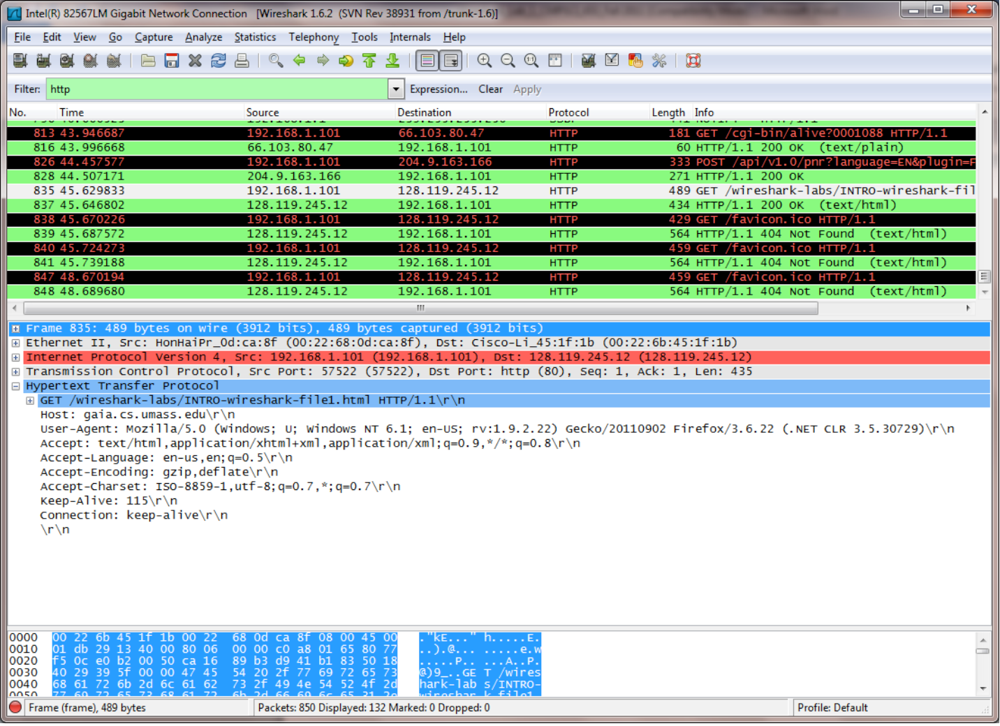 Intel(R) 82567LM Gigabit Network Connection [Wireshark 1.6.2 (SVN Rev 38931 from /trunk-1.6)]
File Edit View Go Capture Analyze Statistics Telephony Tools Internals Help
Filter: http Expression... Clear Apply
No. Time Source Destination Protocol Length Info
813 43.946687 192.168.1.101 66.103.80.47 HTTP 181 GET /cgi-bin/alive?0001088 HTTP/1.1
816 43.996668 66.103.80.47 192.168.1.101 HTTP 60 HTTP/1.1 200 OK (text/plain)
826 44.457577 192.168.1.101 204.9.163.166 HTTP 333 POST /api/v1.0/pnr?language=EN&plugin=F
828 44.507171 204.9.163.166 192.168.1.101 HTTP 271 HTTP/1.1 200 OK
835 45.629833 192.168.1.101 128.119.245.12 HTTP 489 GET /wireshark-labs/INTRO-wireshark-fil
837 45.646802 128.119.245.12 192.168.1.101 HTTP 434 HTTP/1.1 200 OK (text/html)
838 45.670226 192.168.1.101 128.119.245.12 HTTP 429 GET /favicon.ico HTTP/1.1
839 45.687572 128.119.245.12 192.168.1.101 HTTP 564 HTTP/1.1 404 Not Found (text/html)
840 45.724273 192.168.1.101 128.119.245.12 HTTP 459 GET /favicon.ico HTTP/1.1
841 45.739188 128.119.245.12 192.168.1.101 HTTP 564 HTTP/1.1 404 Not Found (text/html)
847 48.670194 192.168.1.101 128.119.245.12 HTTP 459 GET /favicon.ico HTTP/1.1
848 48.689680 128.119.245.12 192.168.1.101 HTTP 564 HTTP/1.1 404 Not Found (text/html)
Frame 835: 489 bytes on wire (3912 bits), 489 bytes captured (3912 bits)
Ethernet II, Src: HonHaiPr_0d:ca:8f (00:22:68:0d:ca:8f), Dst: Cisco-Li_45:1f:1b (00:22:6b:45:1f:1b)
Internet Protocol Version 4, Src: 192.168.1.101 (192.168.1.101), Dst: 128.119.245.12 (128.119.245.12)
Transmission Control Protocol, Src Port: 57522 (57522), Dst Port: http (80), Seq: 1, Ack: 1, Len: 435
Hypertext Transfer Protocol
GET /wireshark-labs/INTRO-wireshark-file1.html HTTP/1.1\r\n
Host: gaia.cs.umass.edu\r\n
User-Agent: Mozilla/5.0 (Windows; U; Windows NT 6.1; en-US; rv:1.9.2.22) Gecko/20110902 Firefox/3.6.22 (.NET CLR 3.5.30729)\r\n
Accept: text/html,application/xhtml+xml,application/xml;q=0.9,*/*;q=0.8\r\n
Accept-Language: en-us,en;q=0.5\r\n
Accept-Encoding: gzip,deflate\r\n
Accept-Charset: ISO-8859-1,utf-8;q=0.7,*;q=0.7\r\n
Keep-Alive: 115\r\n
Connection: keep-alive\r\n
\r\n
0000 00 22 6b 45 1f 1b 00 22 68 0d ca 8f 08 00 45 00 ."kE..." h.....E.
0010 01 db 29 13 40 00 80 06 00 00 c0 a8 01 65 80 77 ..).@... .....e.w
0020 f5 0c e0 b2 00 50 ca 16 89 b3 d9 41 b1 83 50 18 .....P.. ...A..P.
0030 40 29 39 5f 00 00 47 45 54 20 2f 77 69 72 65 73 @)9_..GE T /wires
0040 68 61 72 6b 2d 6c 61 62 73 2f 49 4e 54 52 4f 2d hark-lab s/INTRO-
0050 77 69 72 65 73 68 61 72 6b 2d 66 69 6c 65 31 2e wireshar k-file1.
Frame (frame), 489 bytes Packets: 850 Displayed: 132 Marked: 0 Dropped: 0 Profile: Default